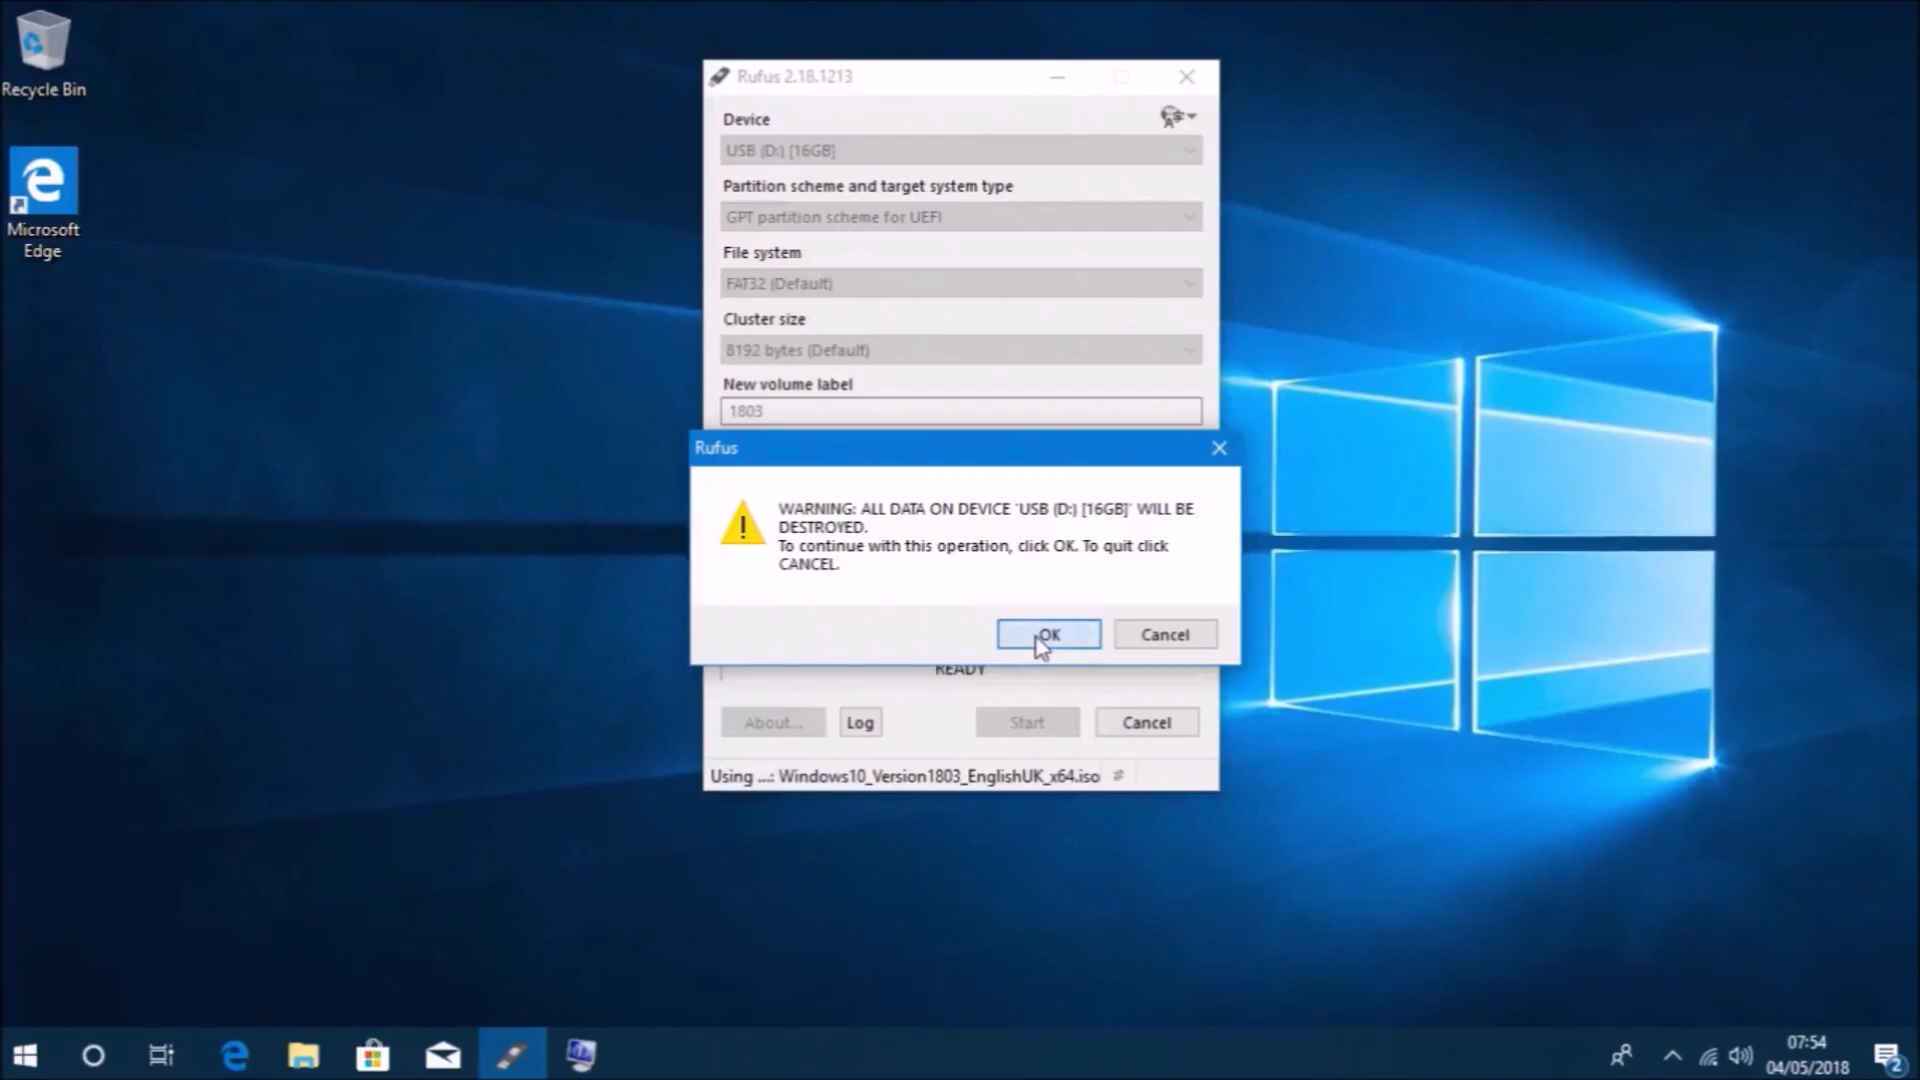 Recycle Bin
Microsoft
Edge
Rufus 2.18.1213
Device
USB (D:) [16GB]
Partition scheme and target system type
GPT partition scheme for UEFI
File system
FAT32 (Default)
Cluster size
8192 bytes (Default)
New volume label
1803
Rufus
WARNING: ALL DATA ON DEVICE 'USB (D:) [16GB]' WILL BE
DESTROYED.
To continue with this operation, click OK. To quit click
CANCEL.
OK Cancel
READY
About... Log Start Cancel
Using ...: Windows10_Version1803_EnglishUK_x64.iso #
07:54
04/05/2018
2